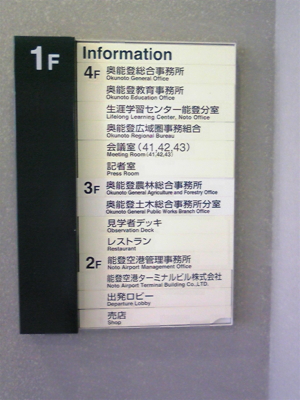 1F
Information
4F 奥能登総合事務所
Okunoto General Office
奥能登教育事務所
Okunoto Education Office
生涯学習センター能登分室
Lifelong Learning Center, Noto Office
奥能登広域圏事務組合
Okunoto Regional Bureau
会議室(41,42,43)
Meeting Room(41,42,43)
記者室
Press Room
3F 奥能登農林総合事務所
Okunoto General Agriculture and Forestry Office
奥能登土木総合事務所分室
Okunoto General Public Works Branch Office
見学者デッキ
Observation Deck
レストラン
Restaurant
2F 能登空港管理事務所
Noto Airport Management Office
能登空港ターミナルビル株式会社
Noto Airport Terminal Building Co., LTD.
出発ロビー
Departure Lobby
売店
Shop